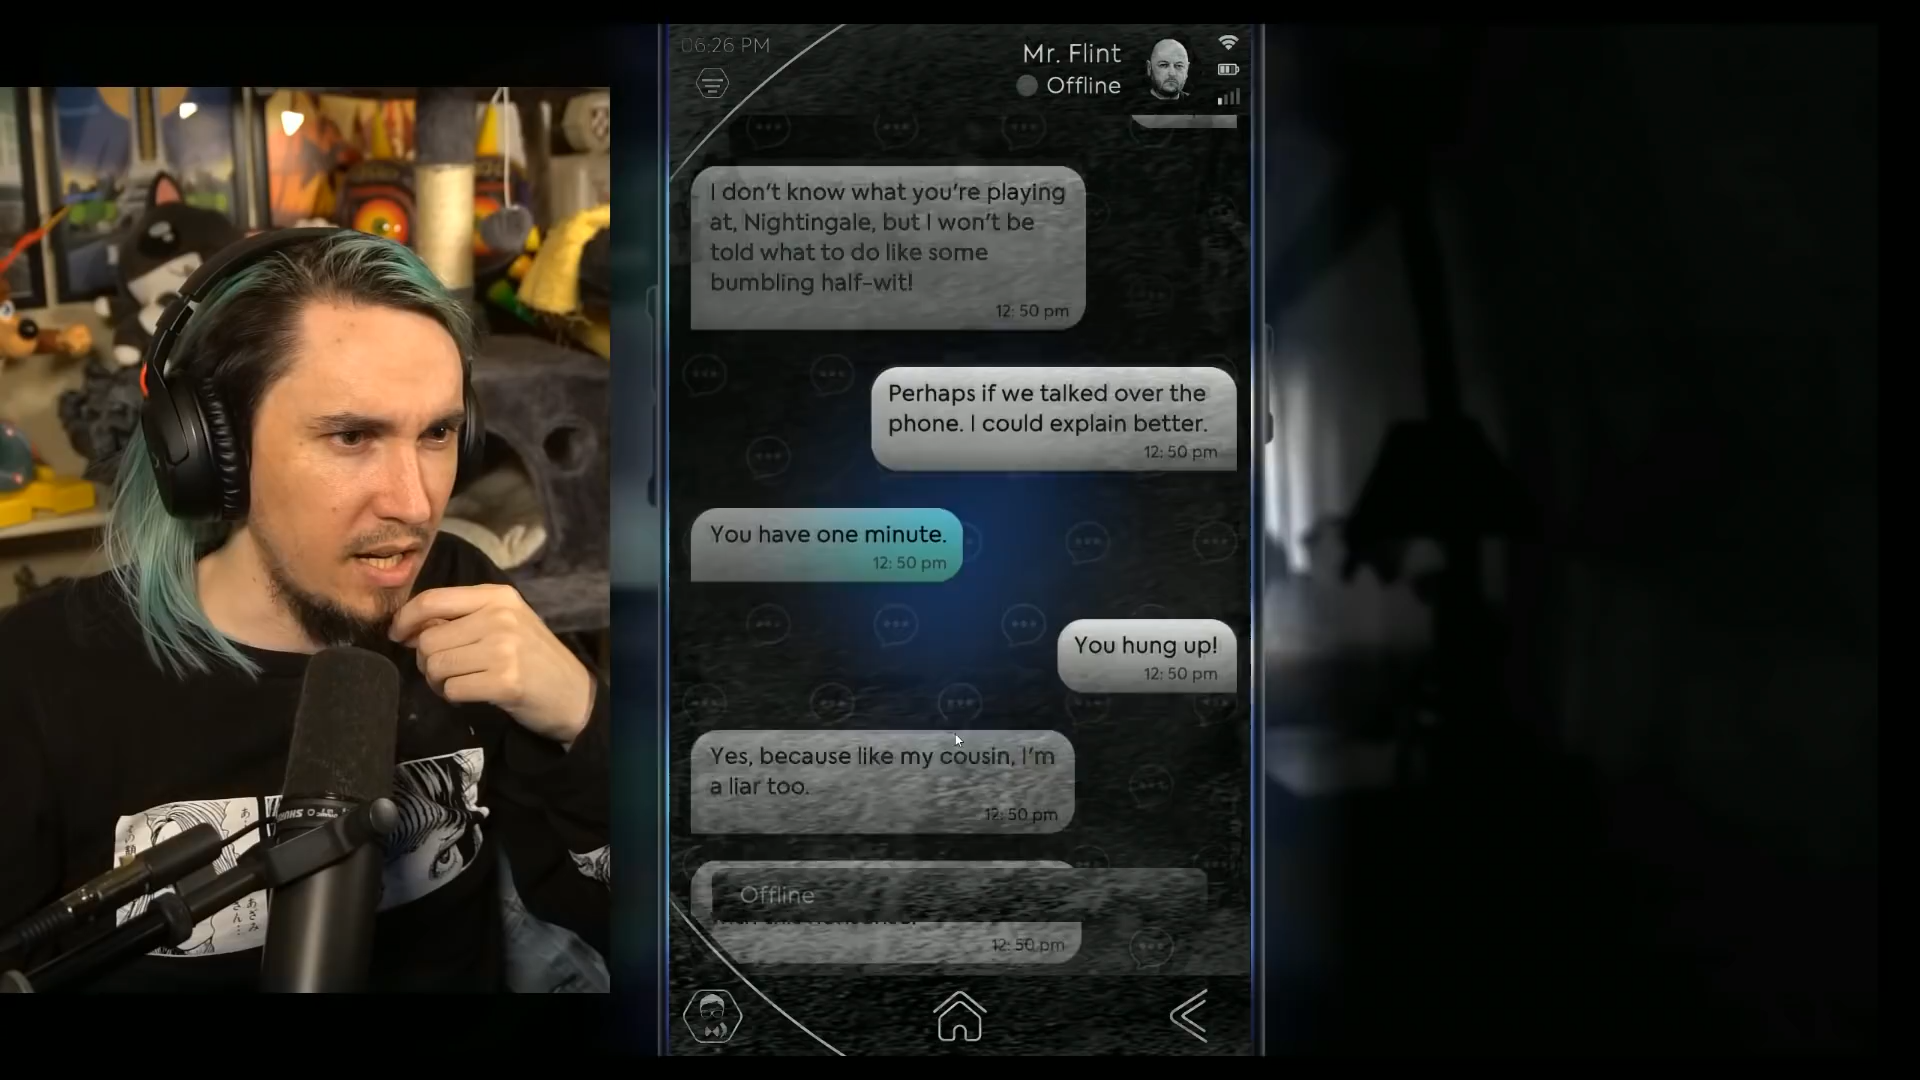 06:26 PM
Mr. Flint
Offline
I don't know what you're playing
at, Nightingale, but I won't be
told what to do like some
bumbling half-wit!
12: 50 pm
Perhaps if we talked over the
phone. I could explain better.
12: 50 pm
You have one minute.
12: 50 pm
You hung up!
12: 50 pm
Yes, because like my cousin, I'm
a liar too.
12: 50 pm
Offline
12: 50 pm